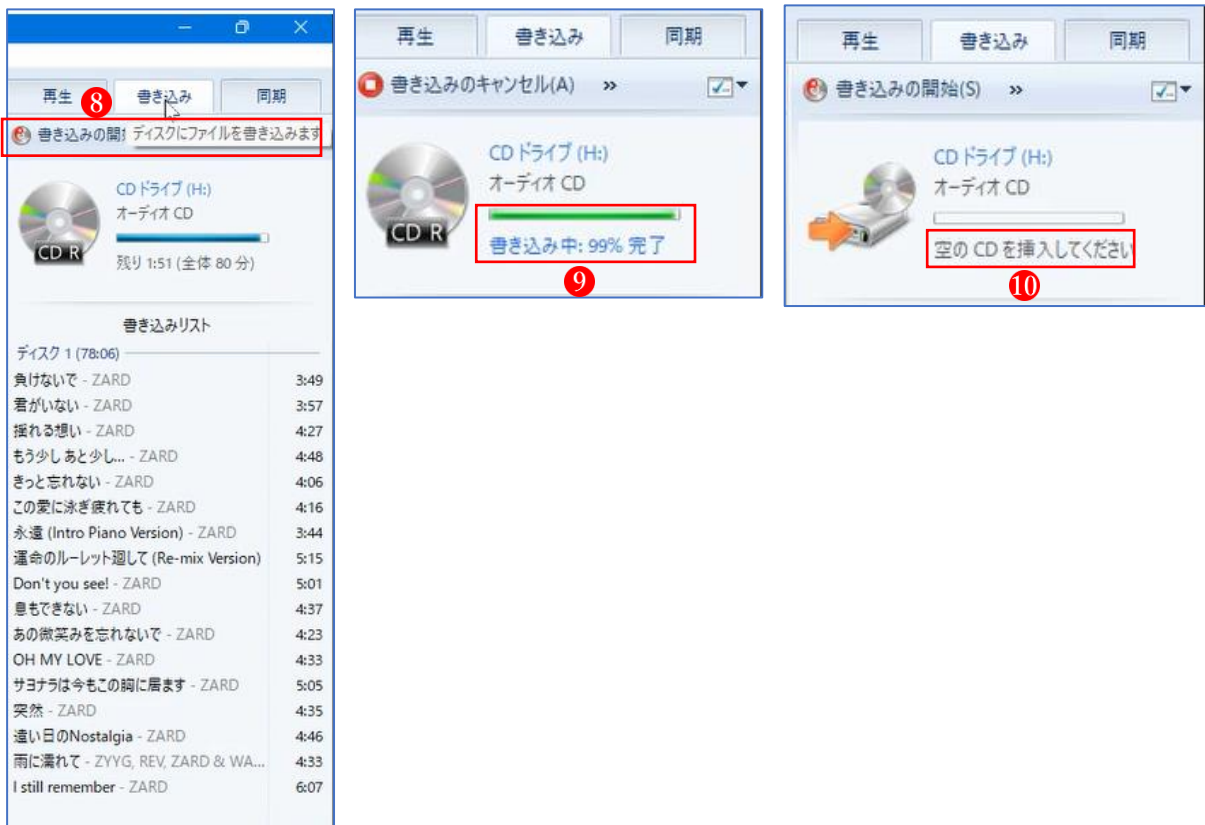 再生 書き込み 同期
8
書き込みの開 ディスクにファイルを書き込みます
CD ドライブ (H:)
オーディオ CD
CD R
残り 1:51 (全体 80 分)
書き込みリスト
ディスク 1 (78:06)
負けないで - ZARD 3:49
君がいない - ZARD 3:57
揺れる想い - ZARD 4:27
もう少し あと少し... - ZARD 4:48
きっと忘れない - ZARD 4:06
この愛に泳ぎ疲れても - ZARD 4:16
永遠 (Intro Piano Version) - ZARD 3:44
運命のルーレット廻して (Re-mix Version) 5:15
Don't you see! - ZARD 5:01
息もできない - ZARD 4:37
あの微笑みを忘れないで - ZARD 4:23
OH MY LOVE - ZARD 4:33
サヨナラは今もこの胸に居ます - ZARD 5:05
突然 - ZARD 4:35
遠い日のNostalgia - ZARD 4:46
雨に濡れて - ZYYG, REV, ZARD & WA... 4:33
I still remember - ZARD 6:07
再生 書き込み 同期
書き込みのキャンセル(A) »
CD ドライブ (H:)
オーディオ CD
CD R
書き込み中: 99% 完了
9
再生 書き込み 同期
書き込みの開始(S) »
CD ドライブ (H:)
オーディオ CD
空の CD を挿入してください
10